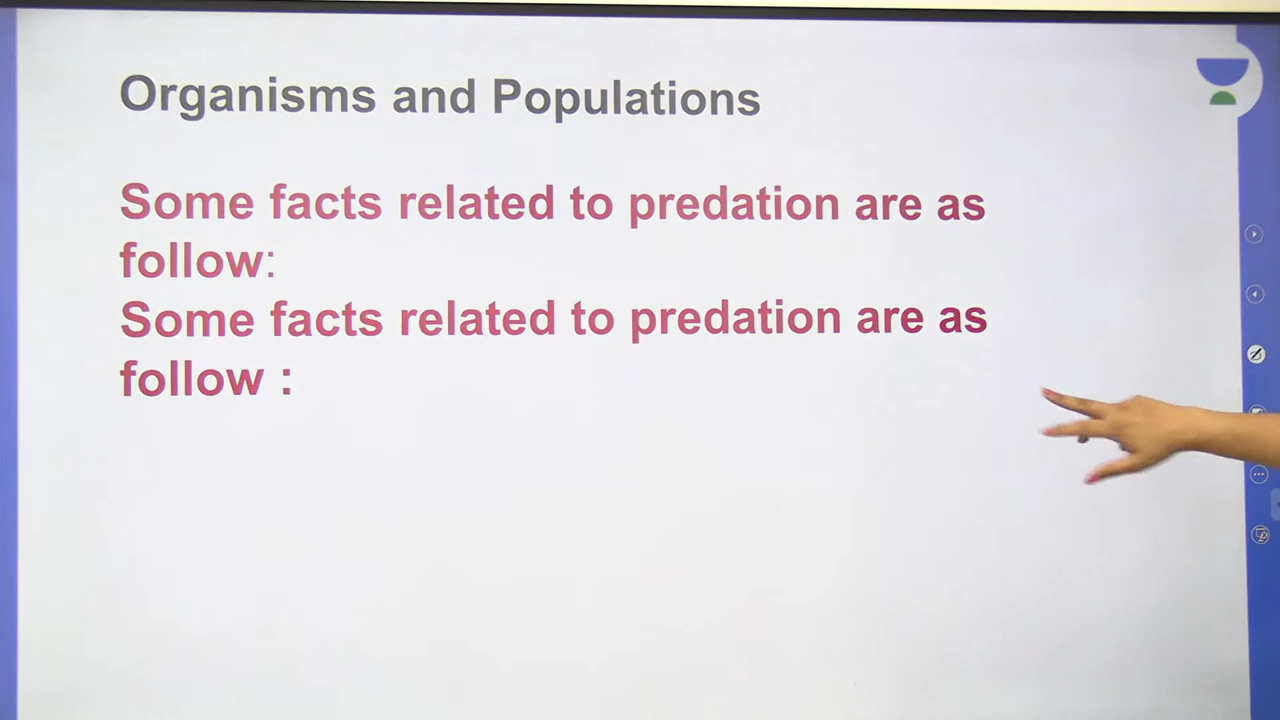 Organisms and Populations
Some facts related to predation are as
follow:
Some facts related to predation are as
follow :